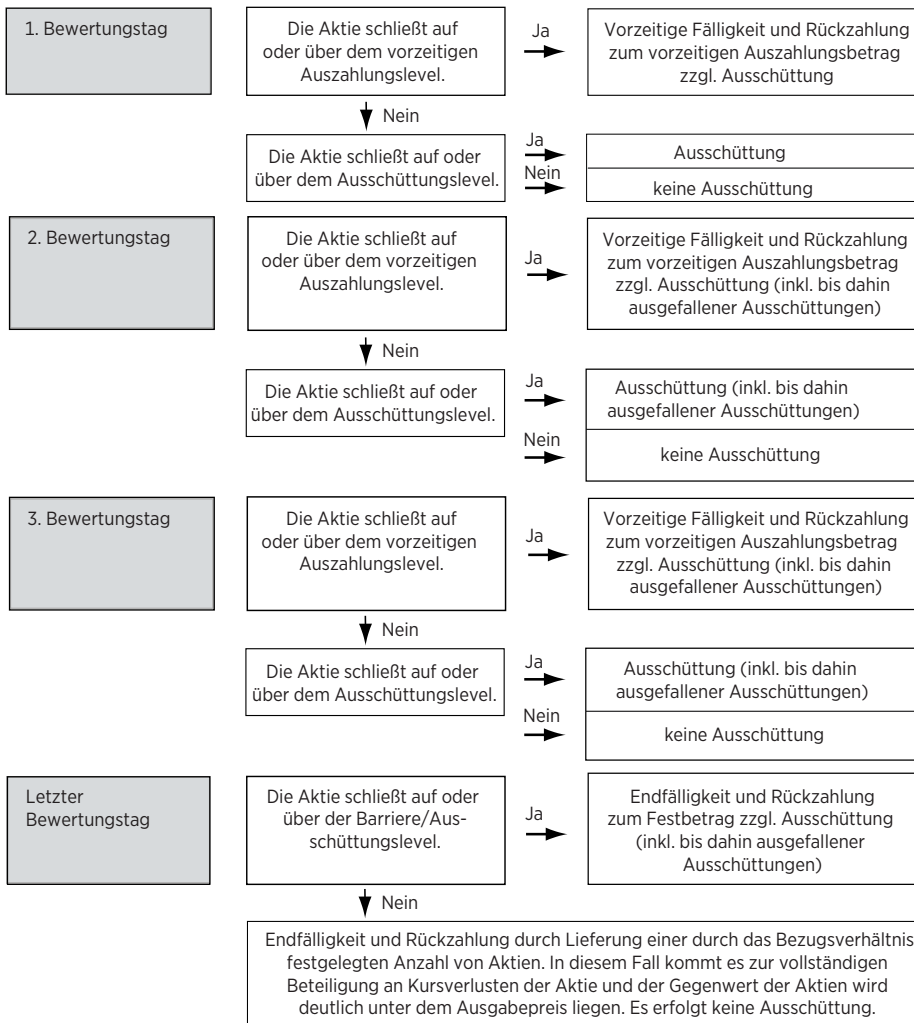 1. Bewertungstag
Die Aktie schließt auf
oder über dem vorzeitigen
Auszahlungslevel.
Ja
Vorzeitige Fälligkeit und Rückzahlung
zum vorzeitigen Auszahlungsbetrag
zzgl. Ausschüttung
Nein
Die Aktie schließt auf oder
über dem Ausschüttungslevel.
Ja
Ausschüttung
Nein
keine Ausschüttung
2. Bewertungstag
Die Aktie schließt auf
oder über dem vorzeitigen
Auszahlungslevel.
Ja
Vorzeitige Fälligkeit und Rückzahlung
zum vorzeitigen Auszahlungsbetrag
zzgl. Ausschüttung (inkl. bis dahin
ausgefallener Ausschüttungen)
Nein
Die Aktie schließt auf oder
über dem Ausschüttungslevel.
Ja
Ausschüttung (inkl. bis dahin
ausgefallener Ausschüttungen)
Nein
keine Ausschüttung
3. Bewertungstag
Die Aktie schließt auf
oder über dem vorzeitigen
Auszahlungslevel.
Ja
Vorzeitige Fälligkeit und Rückzahlung
zum vorzeitigen Auszahlungsbetrag
zzgl. Ausschüttung (inkl. bis dahin
ausgefallener Ausschüttungen)
Nein
Die Aktie schließt auf oder
über dem Ausschüttungslevel.
Ja
Ausschüttung (inkl. bis dahin
ausgefallener Ausschüttungen)
Nein
keine Ausschüttung
Letzter
Bewertungstag
Die Aktie schließt auf oder
über der Barriere/Aus-
schüttungslevel.
Ja
Endfälligkeit und Rückzahlung
zum Festbetrag zzgl. Ausschüttung
(inkl. bis dahin ausgefallener
Ausschüttungen)
Nein
Endfälligkeit und Rückzahlung durch Lieferung einer durch das Bezugsverhältnis
festgelegten Anzahl von Aktien. In diesem Fall kommt es zur vollständigen
Beteiligung an Kursverlusten der Aktie und der Gegenwert der Aktien wird
deutlich unter dem Ausgabepreis liegen. Es erfolgt keine Ausschüttung.